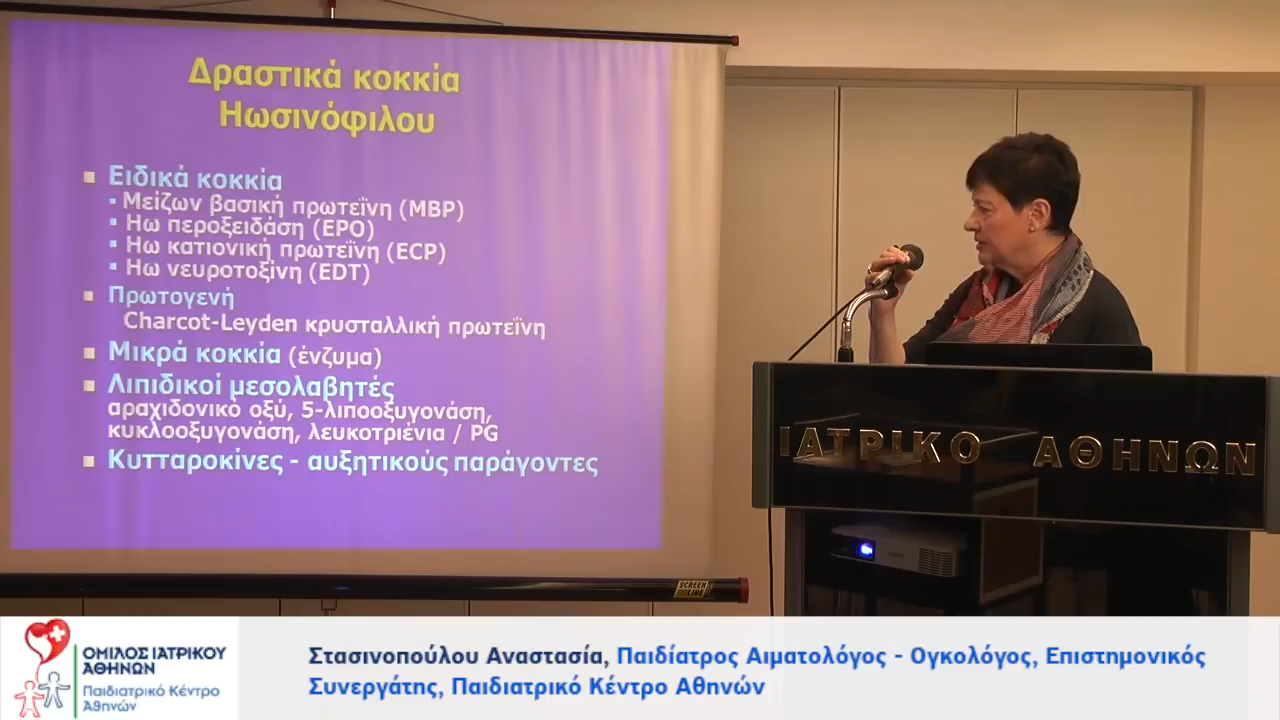 Δραστικά κοκκία
Ηωσινόφιλου
Ειδικά κοκκία
Μείζων βασική πρωτεΐνη (MBP)
Ηω περοξειδάση (EPO)
Ηω κατιονική πρωτεΐνη (ECP)
Ηω νευροτοξίνη (EDT)
Πρωτογενή
Charcot-Leyden κρυσταλλική πρωτεΐνη
Μικρά κοκκία (ένζυμα)
Λιπιδικοί μεσολαβητές
αραχιδονικό οξύ, 5-λιποοξυγονάση,
κυκλοοξυγονάση, λευκοτριένια / PG
Κυτταροκίνες - αυξητικούς παράγοντες
SCREEN
LINE
ΙΑΤΡΙΚΟ ΑΘΗΝΩΝ
ΟΜΙΛΟΣ ΙΑΤΡΙΚΟΥ
ΑΘΗΝΩΝ
Παιδιατρικό Κέντρο
Αθηνών
Στασινοπούλου Αναστασία, Παιδίατρος Αιματολόγος - Ογκολόγος, Επιστημονικός
Συνεργάτης, Παιδιατρικό Κέντρο Αθηνών